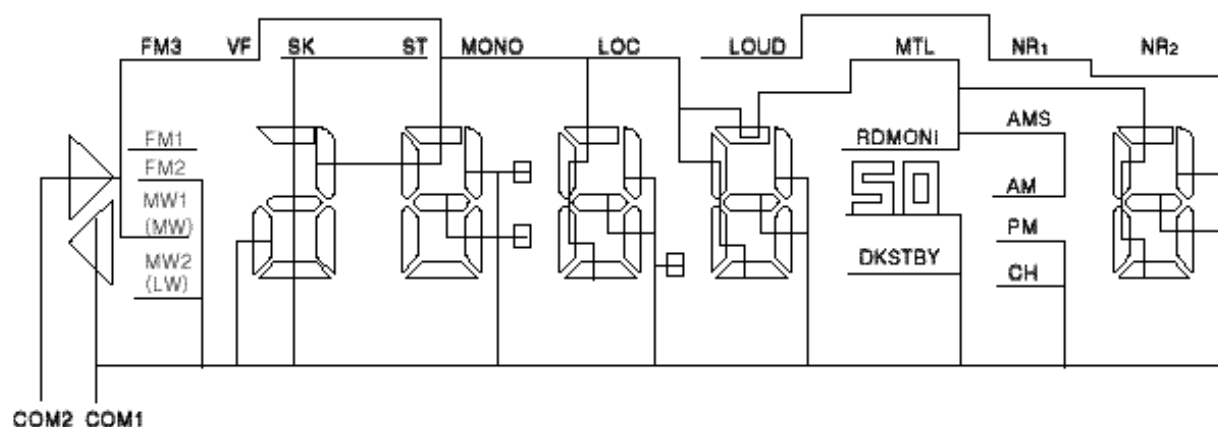 FM3 VF SK ST MONO LOC LOUD MTL NR1 NR2
FM1
FM2
MW1
(MW)
MW2
(LW)
RDMONi
50
DKSTBY
AMS
AM
PM
CH
COM2 COM1